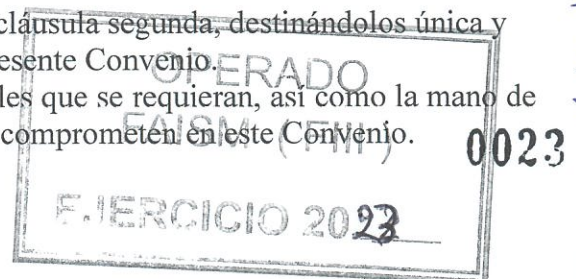 cláusula segunda, destinándolos única y
esente Convenio.
OPERADO
les que se requieran, así como la mano de
comprometen en este Convenio.
FAISM (FMI)
0023
EJERCICIO 2023